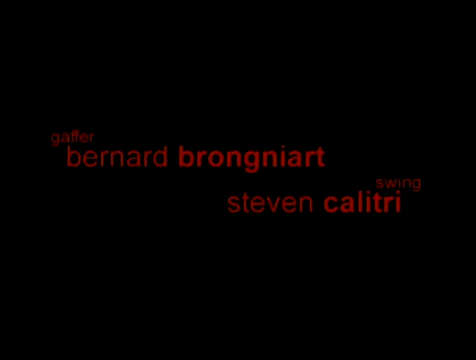 gaffer
bernard brongniart
swing
steven calitri